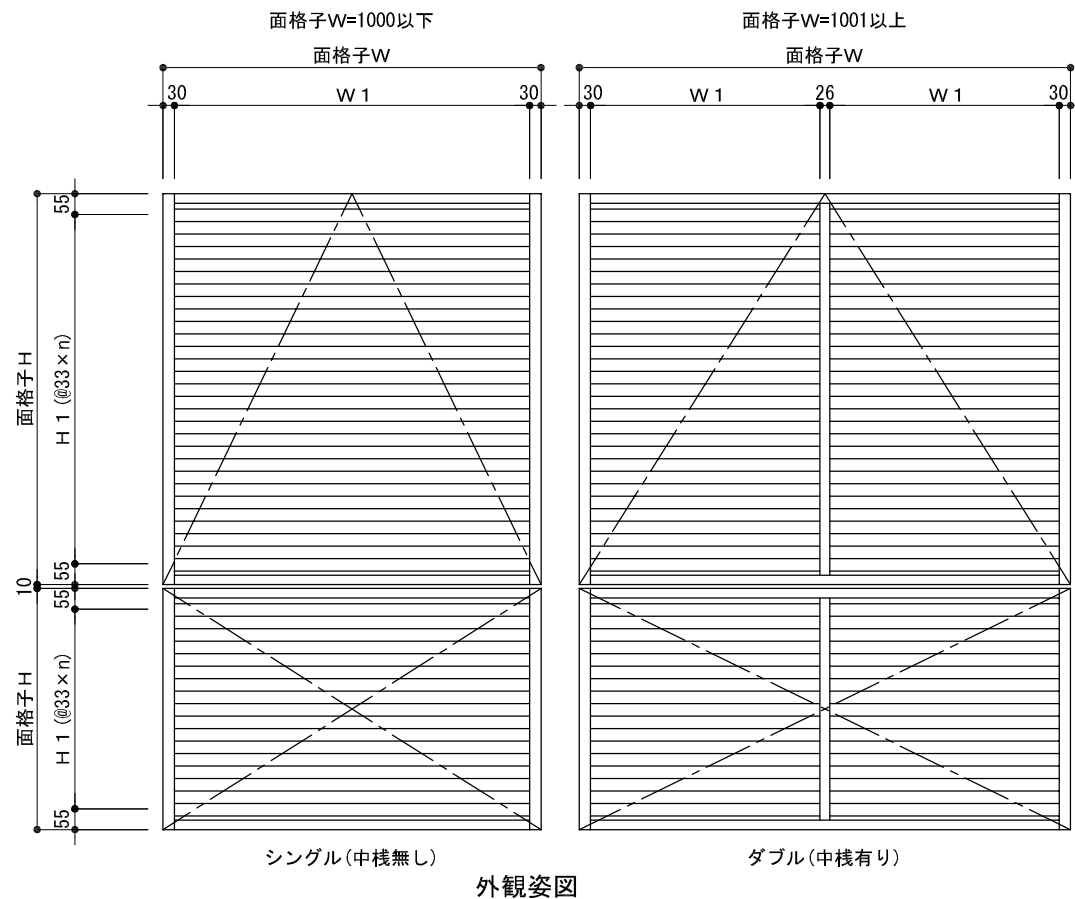 面格子W=1000以下
面格子W=1001以上
面格子W
面格子W
30
W1
30
30
W1
26
W1
30
55
面格子H
H1(@33×n)
55
10
55
面格子H
H1(@33×n)
55
シングル(中桟無し)
ダブル(中桟有り)
外観姿図